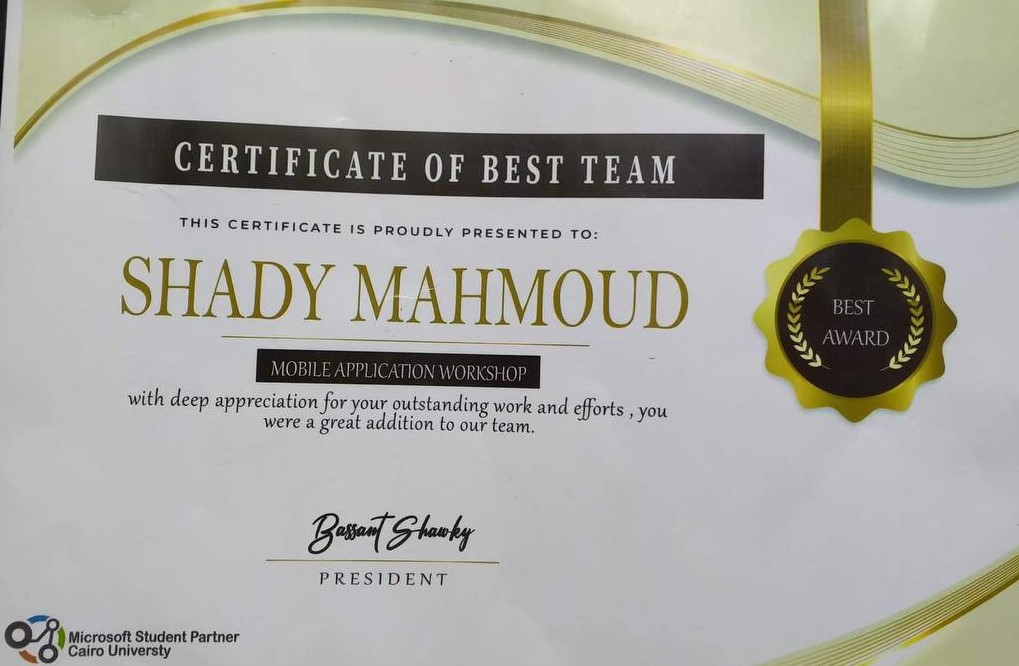 CERTIFICATE OF BEST TEAM
THIS CERTIFICATE IS PROUDLY PRESENTED TO:
SHADY MAHMOUD
MOBILE APPLICATION WORKSHOP
with deep appreciation for your outstanding work and efforts , you
were a great addition to our team.
BEST
AWARD
Bassant Shawky
PRESIDENT
Microsoft Student Partner
Cairo Universty